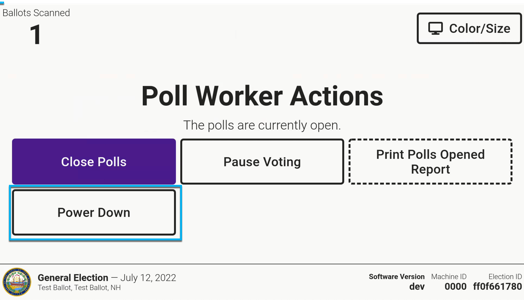 Ballots Scanned
1
Color/Size
Poll Worker Actions
The polls are currently open.
Close Polls
Pause Voting
Print Polls Opened
Report
Power Down
General Election — July 12, 2022
Test Ballot, Test Ballot, NH
Software Version
dev
Machine ID
0000
Election ID
ff0f661780